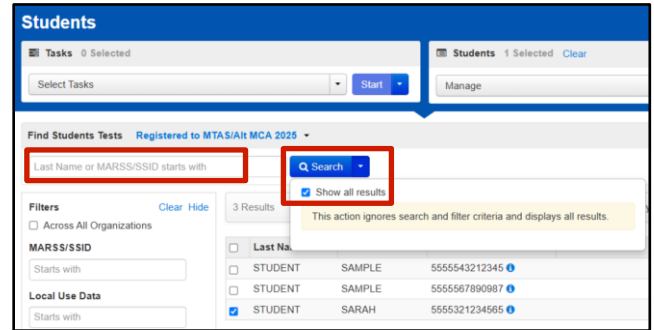 Students
Tasks 0 Selected
Students 1 Selected Clear
Select Tasks
Start
Manage
Find Students Tests Registered to MTAS/Alt MCA 2025
Last Name or MARSS/SSID starts with
Search
Show all results
This action ignores search and filter criteria and displays all results.
Filters Clear Hide
3 Results
Across All Organizations
MARSS/SSID
Last Na
Starts with
STUDENT SAMPLE 5555543212345
STUDENT SAMPLE 5555567890987
Local Use Data
STUDENT SARAH 5555321234565
Starts with